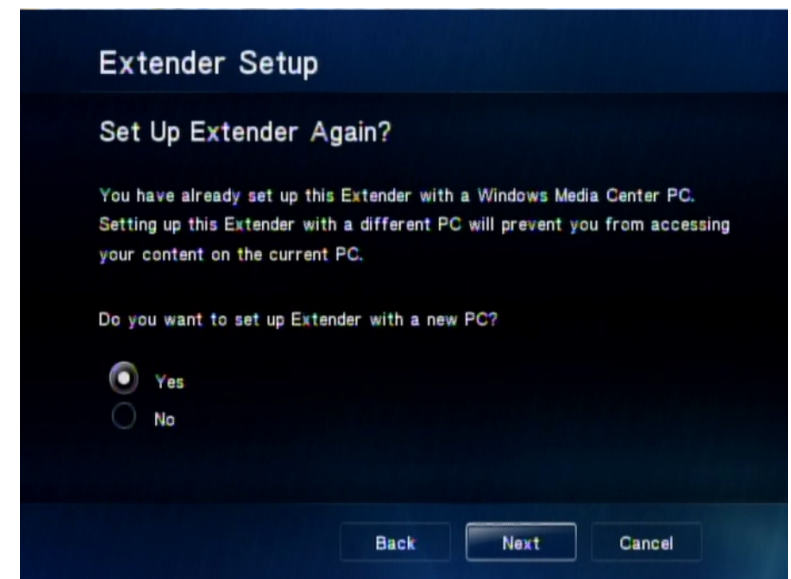 Extender Setup
Set Up Extender Again?
You have already set up this Extender with a Windows Media Center PC.
Setting up this Extender with a different PC will prevent you from accessing
your content on the current PC.
Do you want to set up Extender with a new PC?
Yes
No
Back Next Cancel